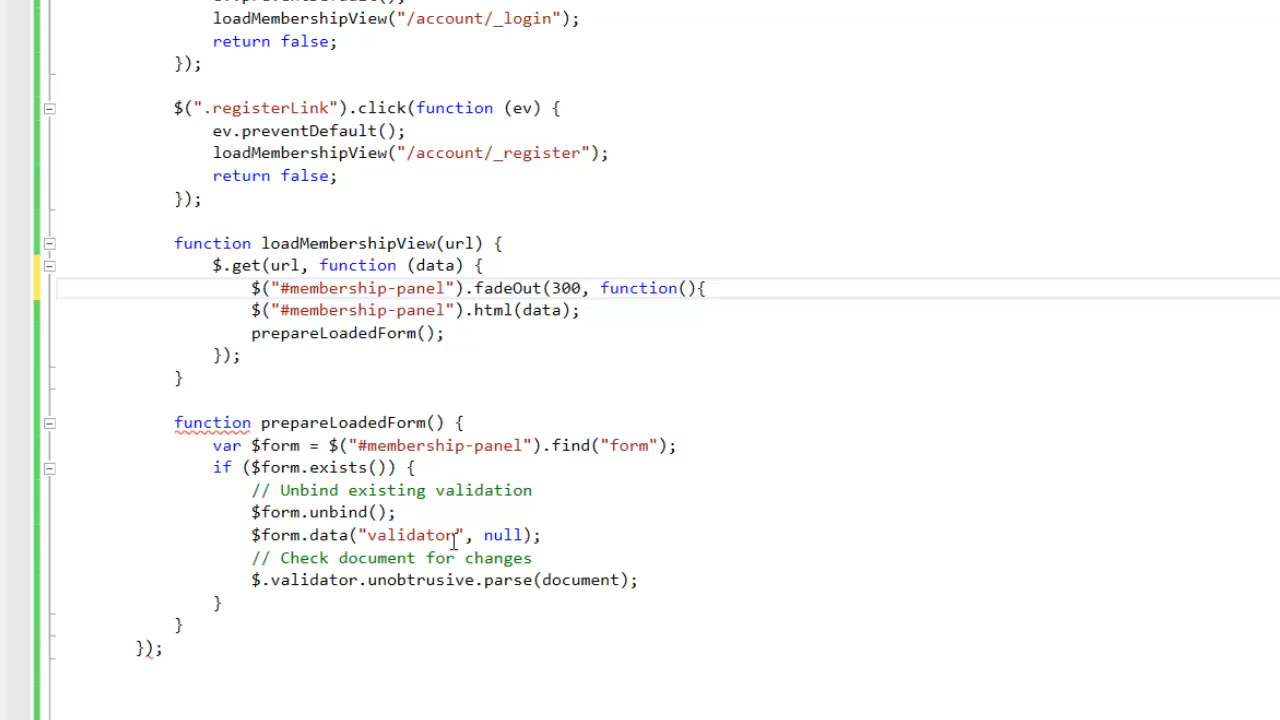 loadMembershipView("/account/_login");
return false;
});
$(".registerLink").click(function (ev) {
ev.preventDefault();
loadMembershipView("/account/_register");
return false;
});
function loadMembershipView(url) {
$.get(url, function (data) {
$("#membership-panel").fadeOut(300, function(){
$("#membership-panel").html(data);
prepareLoadedForm();
});
}
function prepareLoadedForm() {
var $form = $("#membership-panel").find("form");
if ($form.exists()) {
// Unbind existing validation
$form.unbind();
$form.data("validator", null);
// Check document for changes
$.validator.unobtrusive.parse(document);
}
}
});